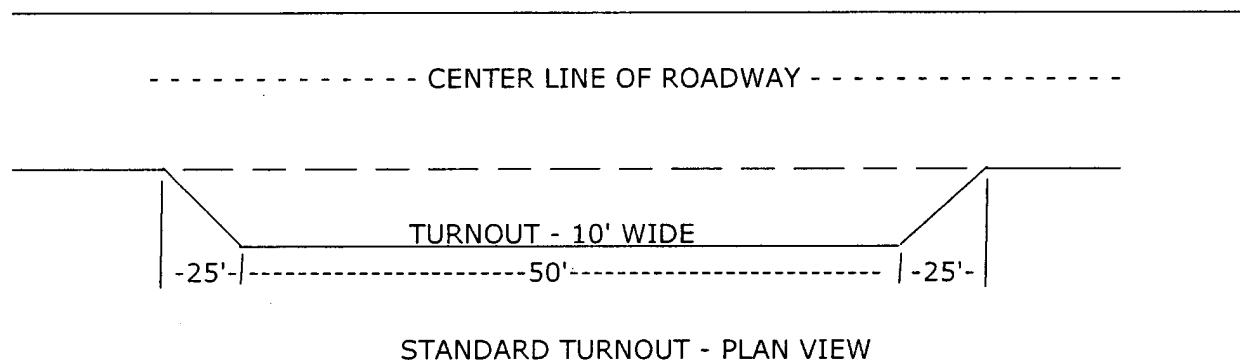 - - - - - - - - - - - - - CENTER LINE OF ROADWAY - - - - - - - - - - - - - - -
TURNOUT - 10' WIDE
-25'-|-----------------------50'-------------------------- | -25'-
STANDARD TURNOUT - PLAN VIEW